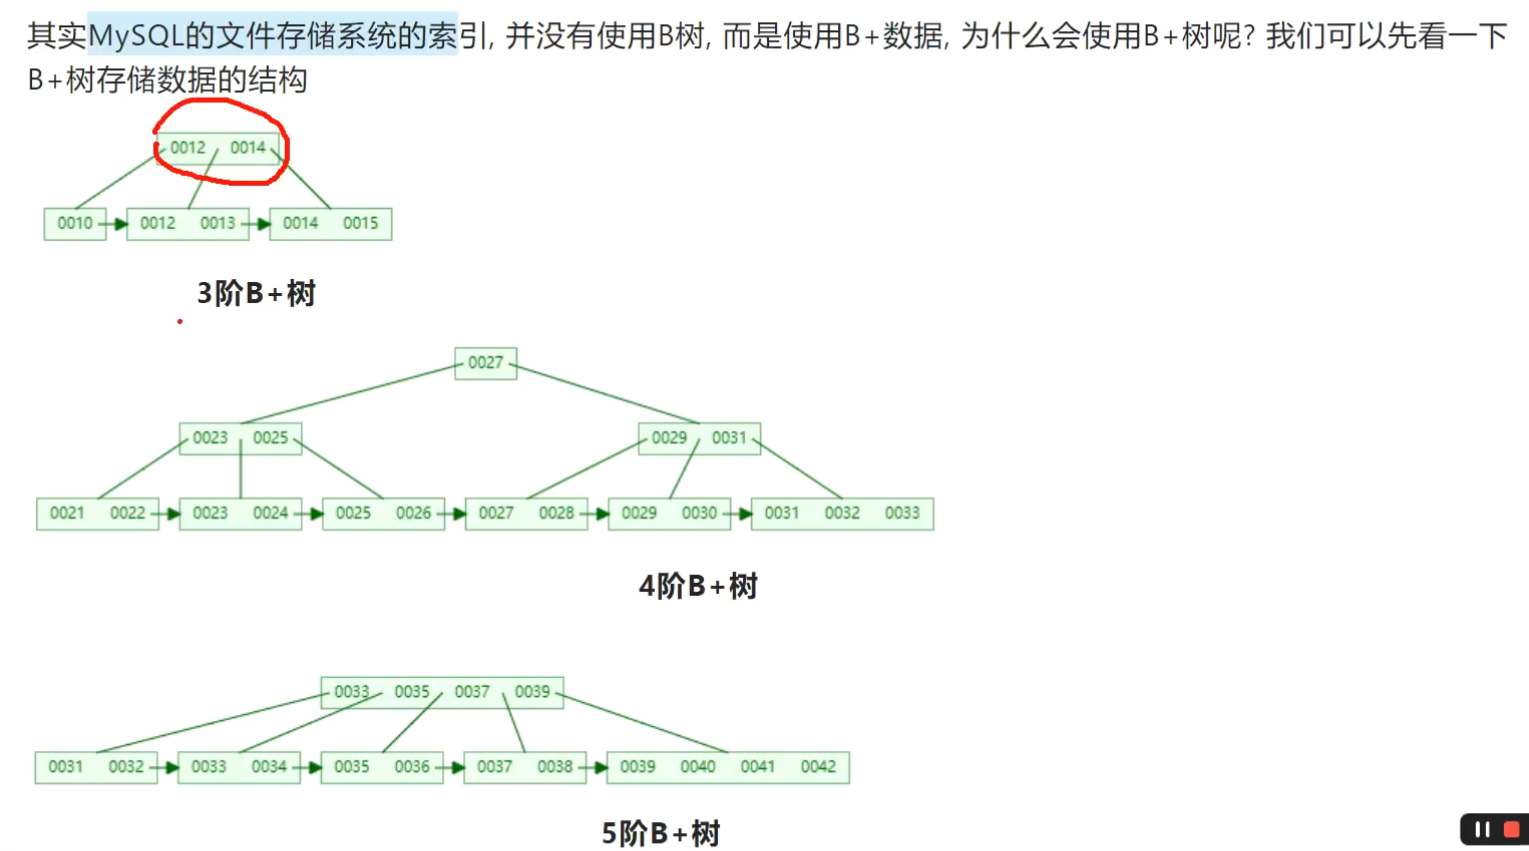 其实MySQL的文件存储系统的索引, 并没有使用B树, 而是使用B+数据, 为什么会使用B+树呢? 我们可以先看一下
B+树存储数据的结构
0012 0014
0010 0012 0013 0014 0015
3阶B+树
0027
0023 0025 0029 0031
0021 0022 0023 0024 0025 0026 0027 0028 0029 0030 0031 0032 0033
4阶B+树
0033 0035 0037 0039
0031 0032 0033 0034 0035 0036 0037 0038 0039 0040 0041 0042
5阶B+树